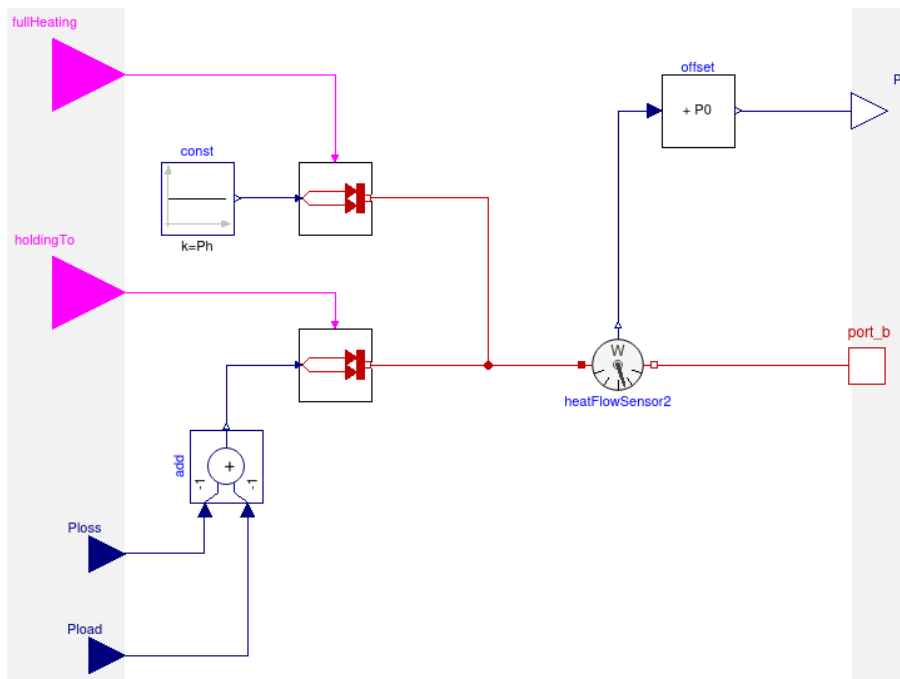 fullHeating
offset
P
+ P0
const
k=Ph
holdingTo
port_b
W
heatFlowSensor2
add
+
-1
-1
Ploss
Pload